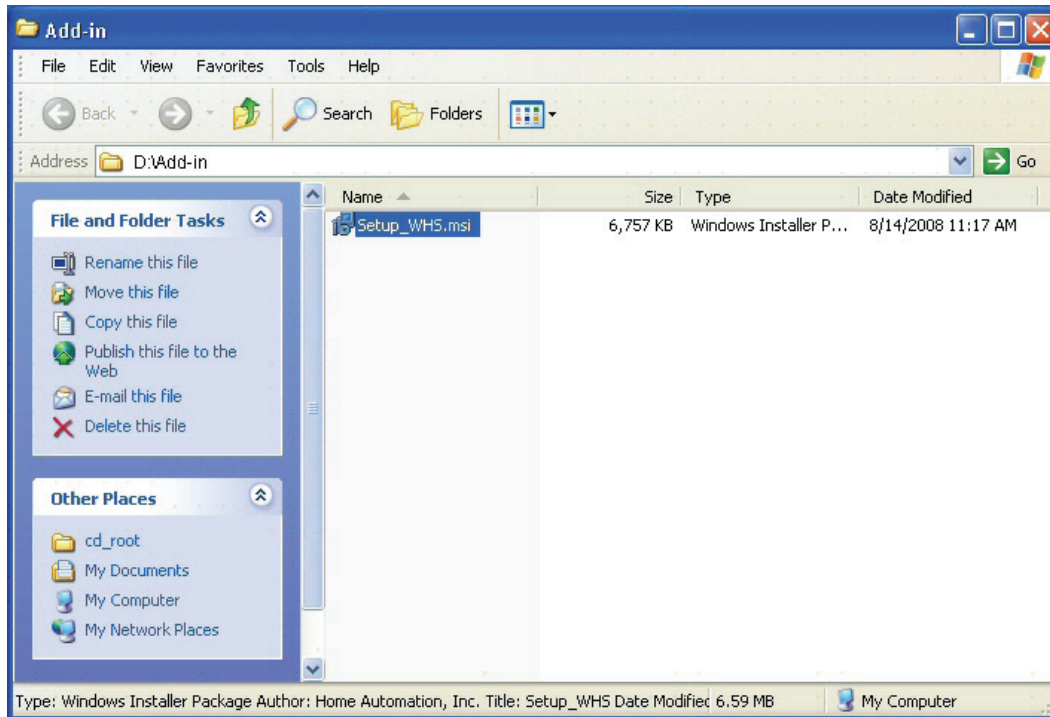 Add-in
File Edit View Favorites Tools Help
Back Search Folders
Address D:\Add-in Go
File and Folder Tasks
Rename this file
Move this file
Copy this file
Publish this file to the
Web
E-mail this file
Delete this file
Other Places
cd_root
My Documents
My Computer
My Network Places
Name Size Type Date Modified
Setup_WHS.msi 6,757 KB Windows Installer P... 8/14/2008 11:17 AM
Type: Windows Installer Package Author: Home Automation, Inc. Title: Setup_WHS Date Modified 6.59 MB My Computer